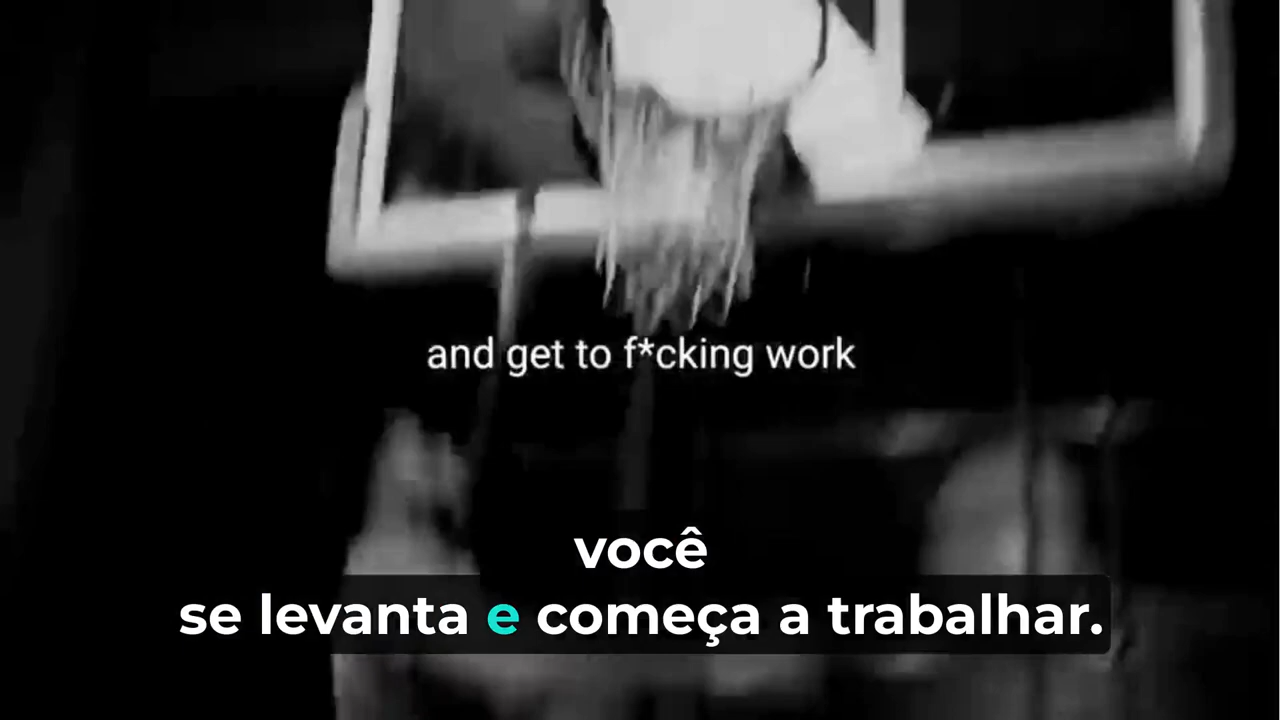 and get to f*cking work
você
se levanta e começa a trabalhar.